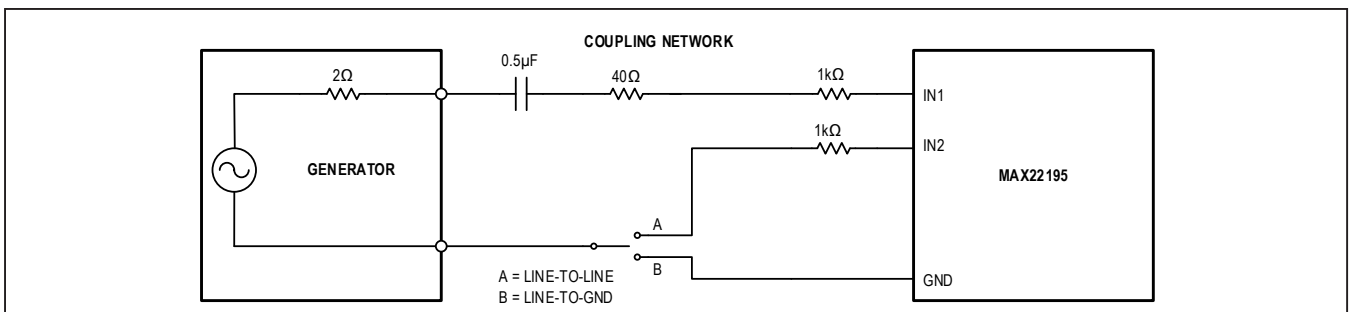 COUPLING NETWORK
0.5µF
2Ω
40Ω
1kΩ
IN1
1kΩ
IN2
GENERATOR
MAX22195
A
B
A = LINE-TO-LINE
B = LINE-TO-GND
GND